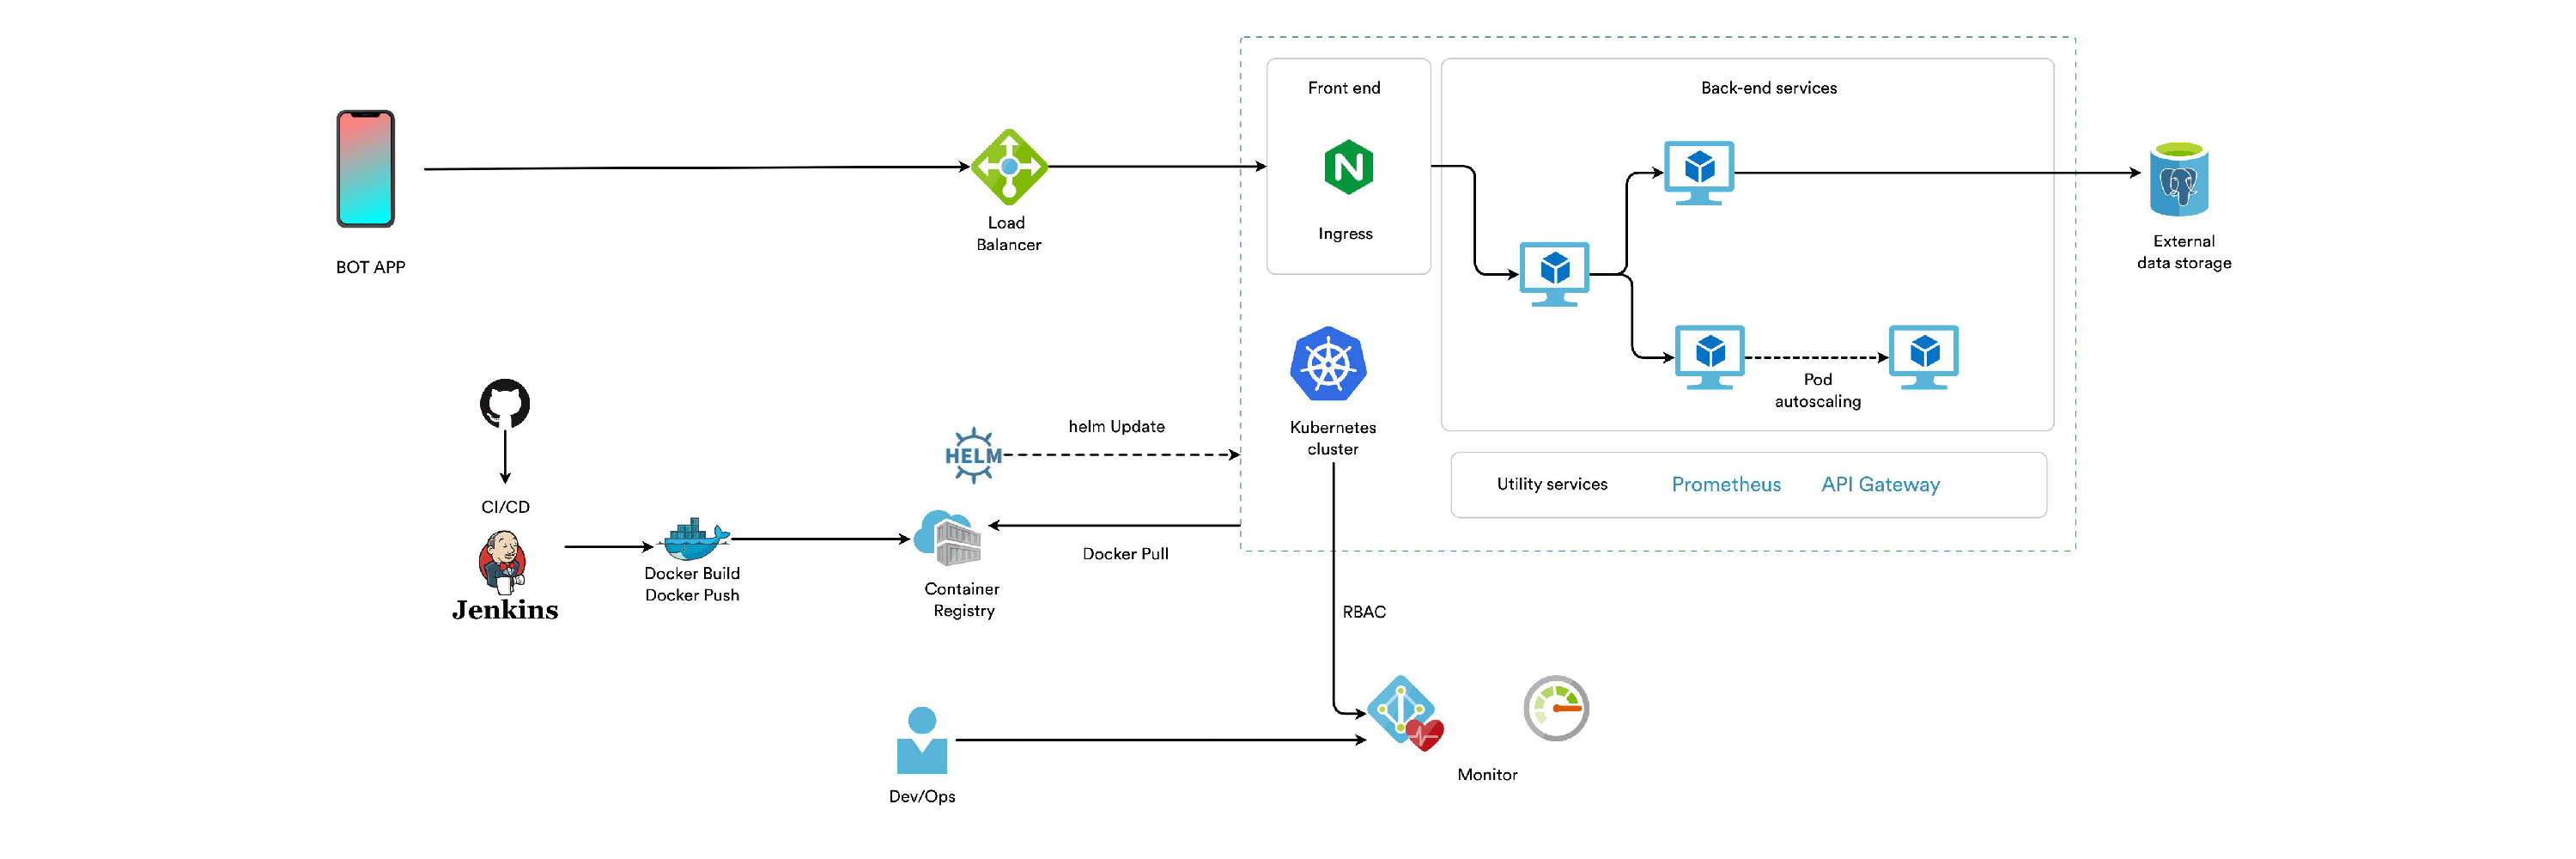 Front end
Back-end services
Load
Balancer
Ingress
BOT APP
External
data storage
Pod
autoscaling
helm Update
HELM
Kubernetes
cluster
Utility services
Prometheus
API Gateway
CI/CD
Jenkins
Docker Build
Docker Push
Container
Registry
Docker Pull
RBAC
Monitor
Dev/Ops